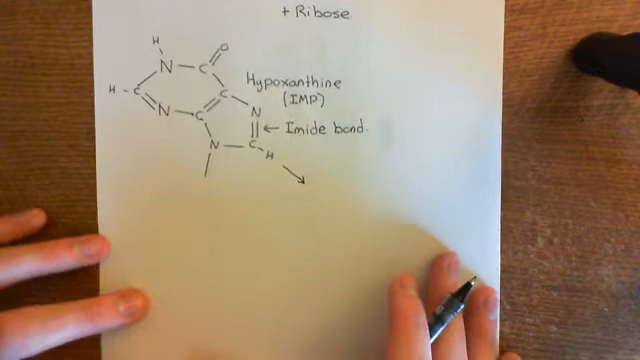 + Ribose
H
N C O
Hypoxanthine
(IMP)
H C C N
N C ← Imide bond.
N C H